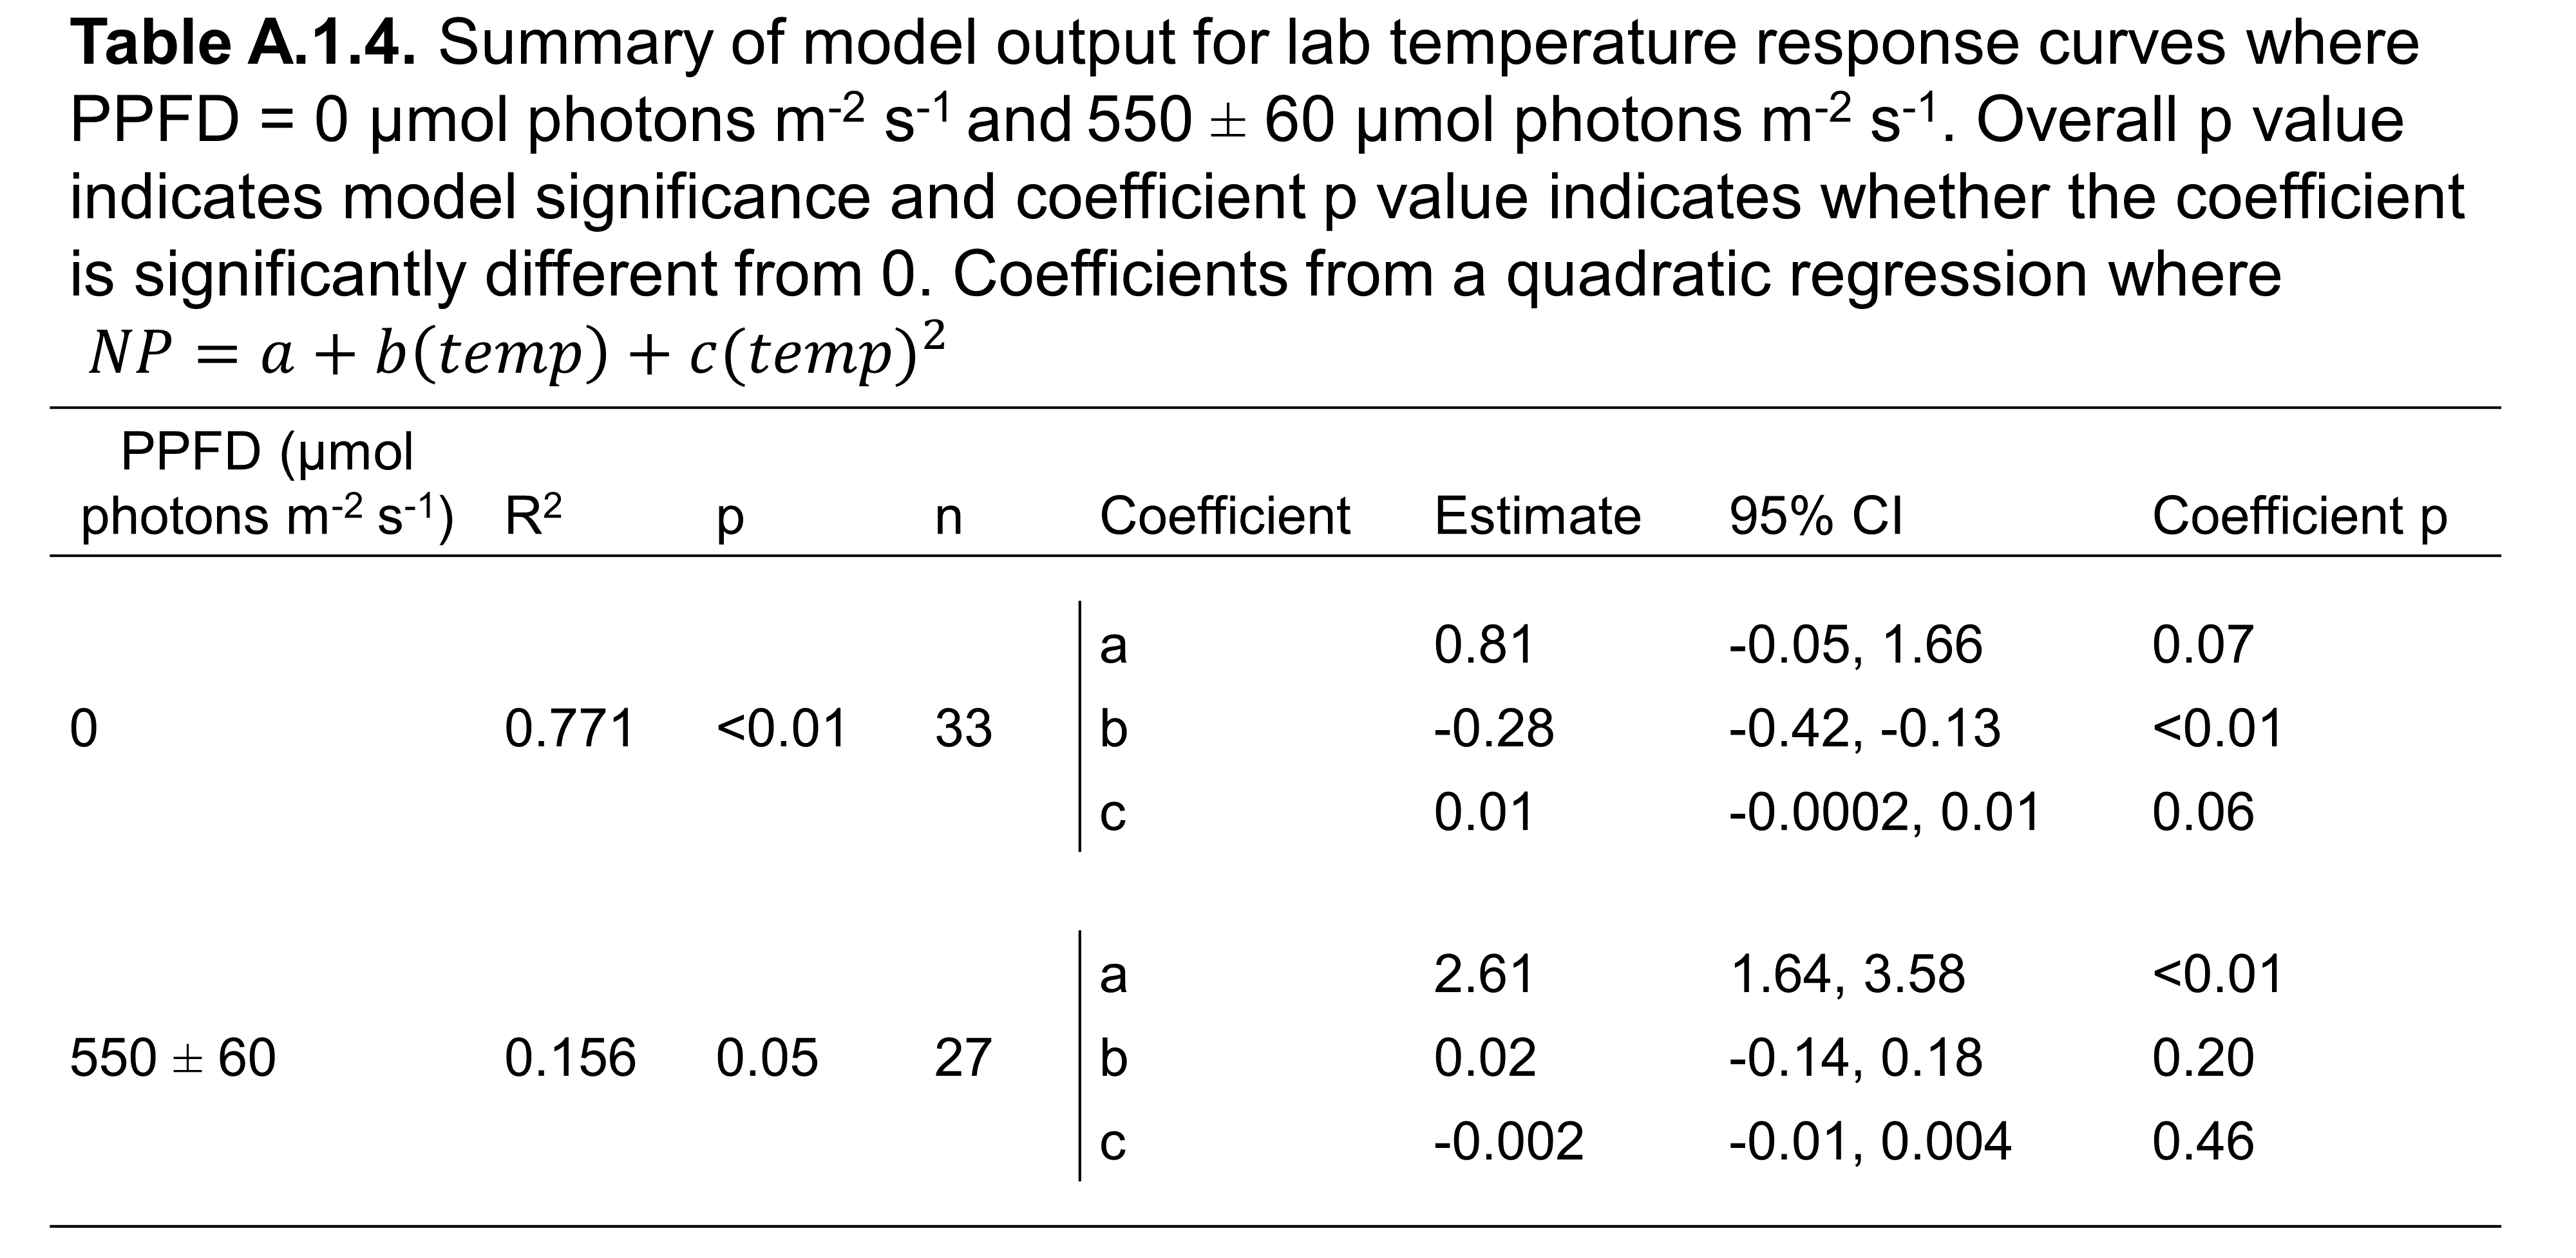 Table A.1.4. Summary of model output for lab temperature response curves where
PPFD = 0 µmol photons m⁻² s⁻¹ and 550 ± 60 µmol photons m⁻² s⁻¹. Overall p value
indicates model significance and coefficient p value indicates whether the coefficient
is significantly different from 0. Coefficients from a quadratic regression where
NP = a + b(temp) + c(temp)²
PPFD (µmol
photons m⁻² s⁻¹) R² p n Coefficient Estimate 95% CI Coefficient p
a 0.81 -0.05, 1.66 0.07
0 0.771 <0.01 33 b -0.28 -0.42, -0.13 <0.01
c 0.01 -0.0002, 0.01 0.06
a 2.61 1.64, 3.58 <0.01
550 ± 60 0.156 0.05 27 b 0.02 -0.14, 0.18 0.20
c -0.002 -0.01, 0.004 0.46